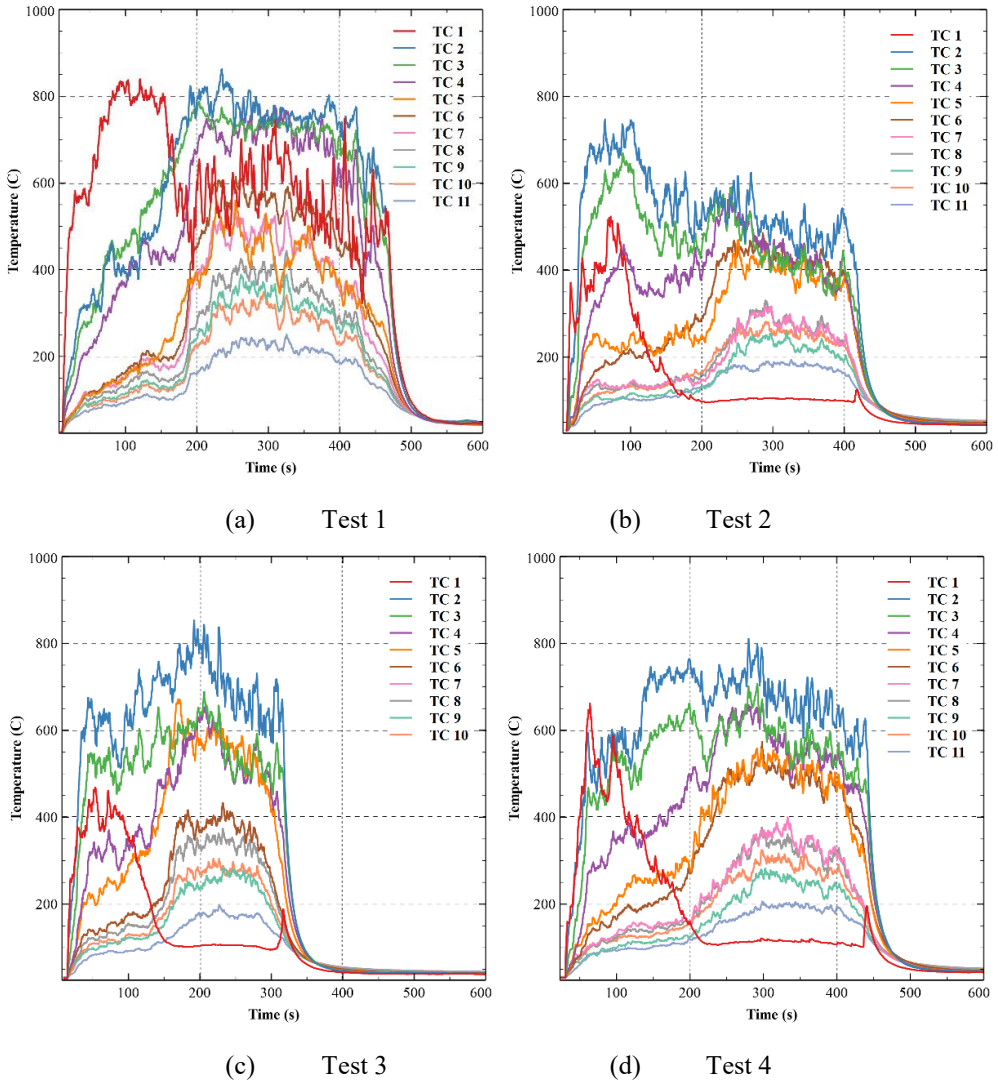 1000
800
600
400
200
Temperature (C)
100
200
300
400
500
600
Time (s)
TC 1
TC 2
TC 3
TC 4
TC 5
TC 6
TC 7
TC 8
TC 9
TC 10
TC 11
(a) Test 1
1000
800
600
400
200
Temperature (C)
100
200
300
400
500
600
Time (s)
TC 1
TC 2
TC 3
TC 4
TC 5
TC 6
TC 7
TC 8
TC 9
TC 10
TC 11
(b) Test 2
1000
800
600
400
200
Temperature (C)
100
200
300
400
500
600
Time (s)
TC 1
TC 2
TC 3
TC 4
TC 5
TC 6
TC 7
TC 8
TC 9
TC 10
(c) Test 3
1000
800
600
400
200
Temperature (C)
100
200
300
400
500
600
Time (s)
TC 1
TC 2
TC 3
TC 4
TC 5
TC 6
TC 7
TC 8
TC 9
TC 10
TC 11
(d) Test 4